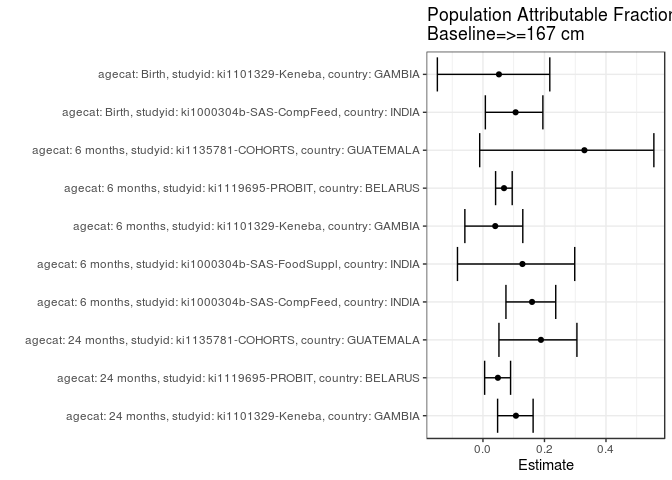 Population Attributable Fraction
Baseline=>=167 cm
agecat: Birth, studyid: ki1101329-Keneba, country: GAMBIA
agecat: Birth, studyid: ki1000304b-SAS-CompFeed, country: INDIA
agecat: 6 months, studyid: ki1135781-COHORTS, country: GUATEMALA
agecat: 6 months, studyid: ki1119695-PROBIT, country: BELARUS
agecat: 6 months, studyid: ki1101329-Keneba, country: GAMBIA
agecat: 6 months, studyid: ki1000304b-SAS-FoodSuppl, country: INDIA
agecat: 6 months, studyid: ki1000304b-SAS-CompFeed, country: INDIA
agecat: 24 months, studyid: ki1135781-COHORTS, country: GUATEMALA
agecat: 24 months, studyid: ki1119695-PROBIT, country: BELARUS
agecat: 24 months, studyid: ki1101329-Keneba, country: GAMBIA
0.0 0.2 0.4
Estimate